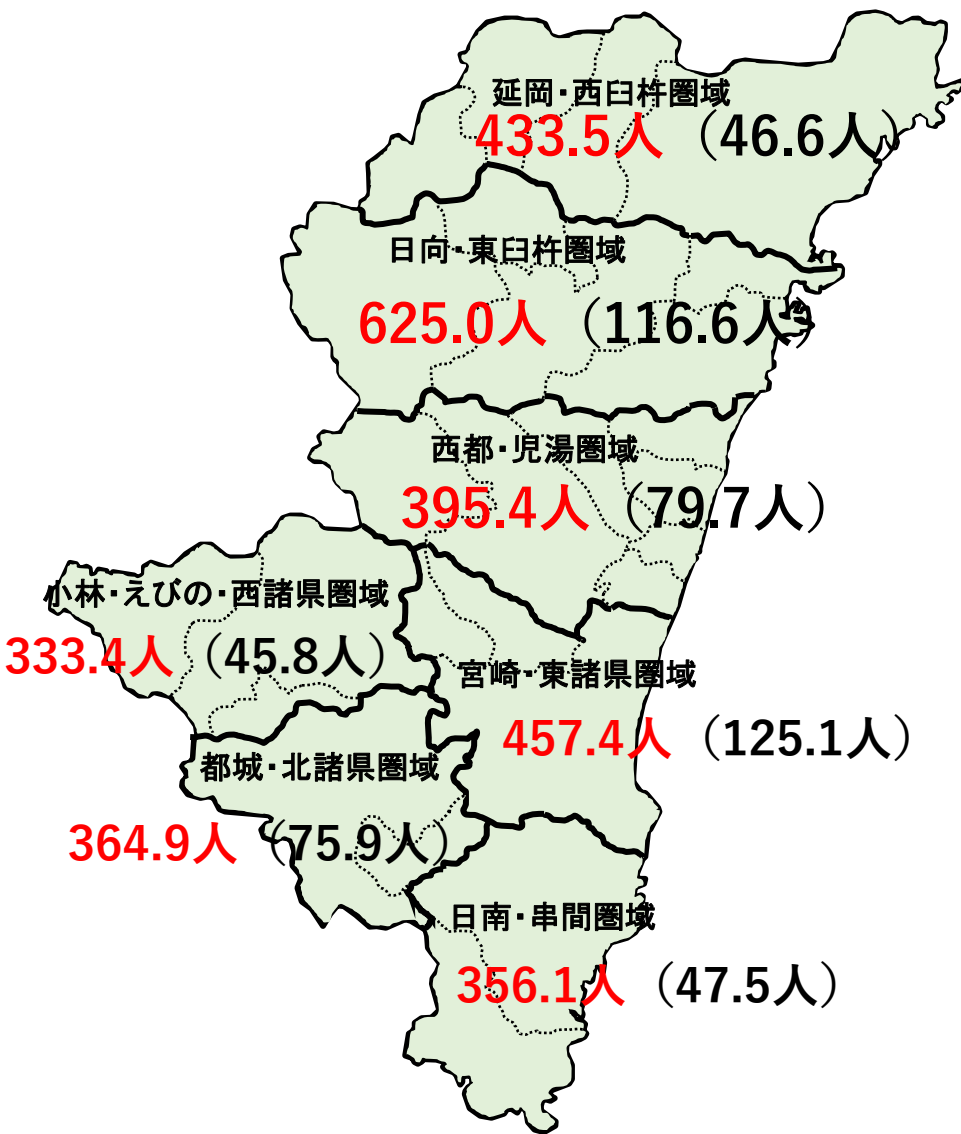 延岡・西臼杵圏域
433.5人（46.6人）
日向・東臼杵圏域
625.0人（116.6人）
西都・児湯圏域
395.4人（79.7人）
小林・えびの・西諸県圏域
333.4人（45.8人）
宮崎・東諸県圏域
457.4人（125.1人）
都城・北諸県圏域
364.9人（75.9人）
日南・串間圏域
356.1人（47.5人）